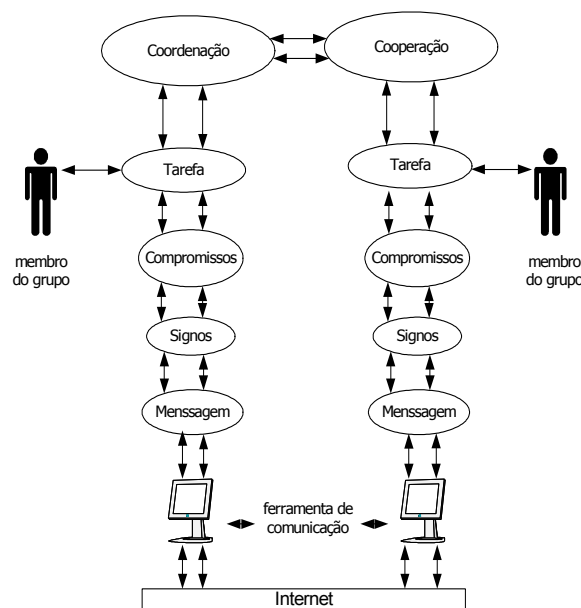 Coordenação
Cooperação
Tarefa
Tarefa
membro
do grupo
Compromissos
Compromissos
membro
do grupo
Signos
Signos
Menssagem
Menssagem
ferramenta de
comunicação
Internet